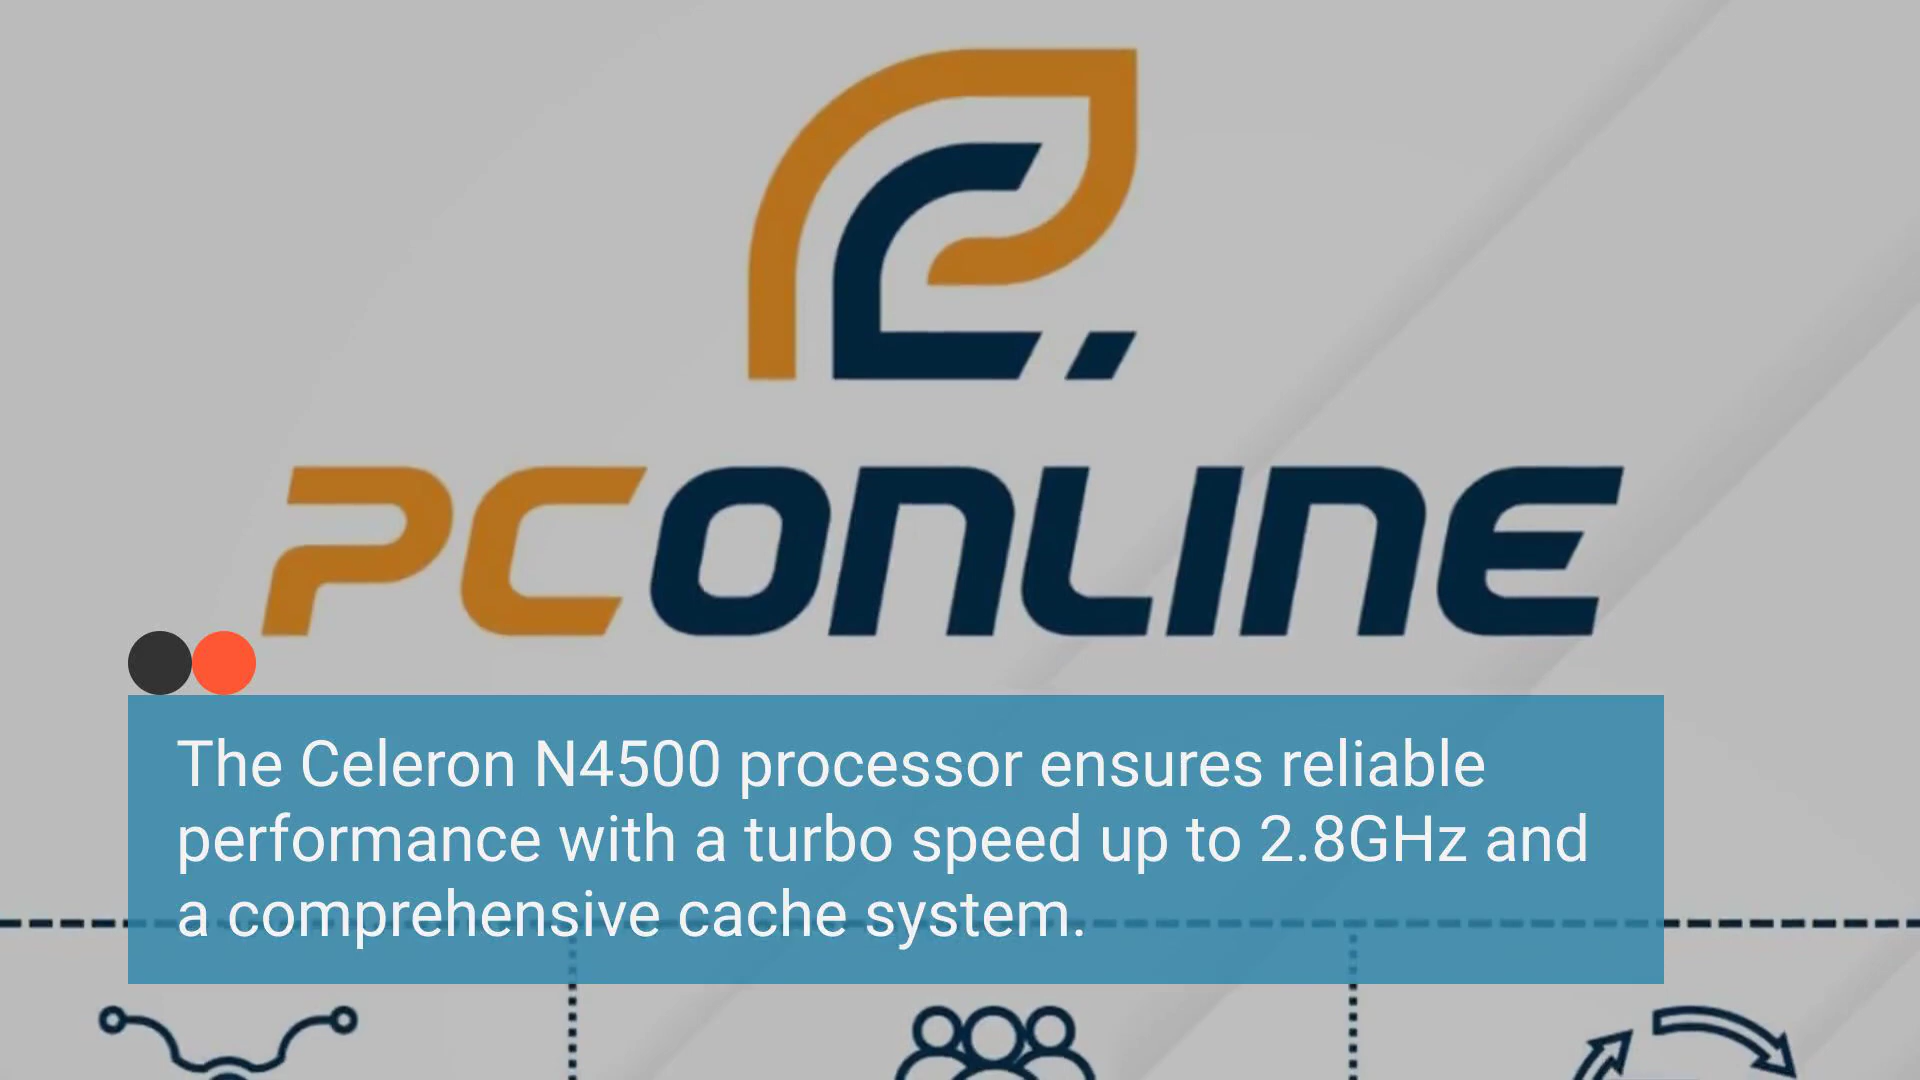 PCONLINE
The Celeron N4500 processor ensures reliable
performance with a turbo speed up to 2.8GHz and
a comprehensive cache system.